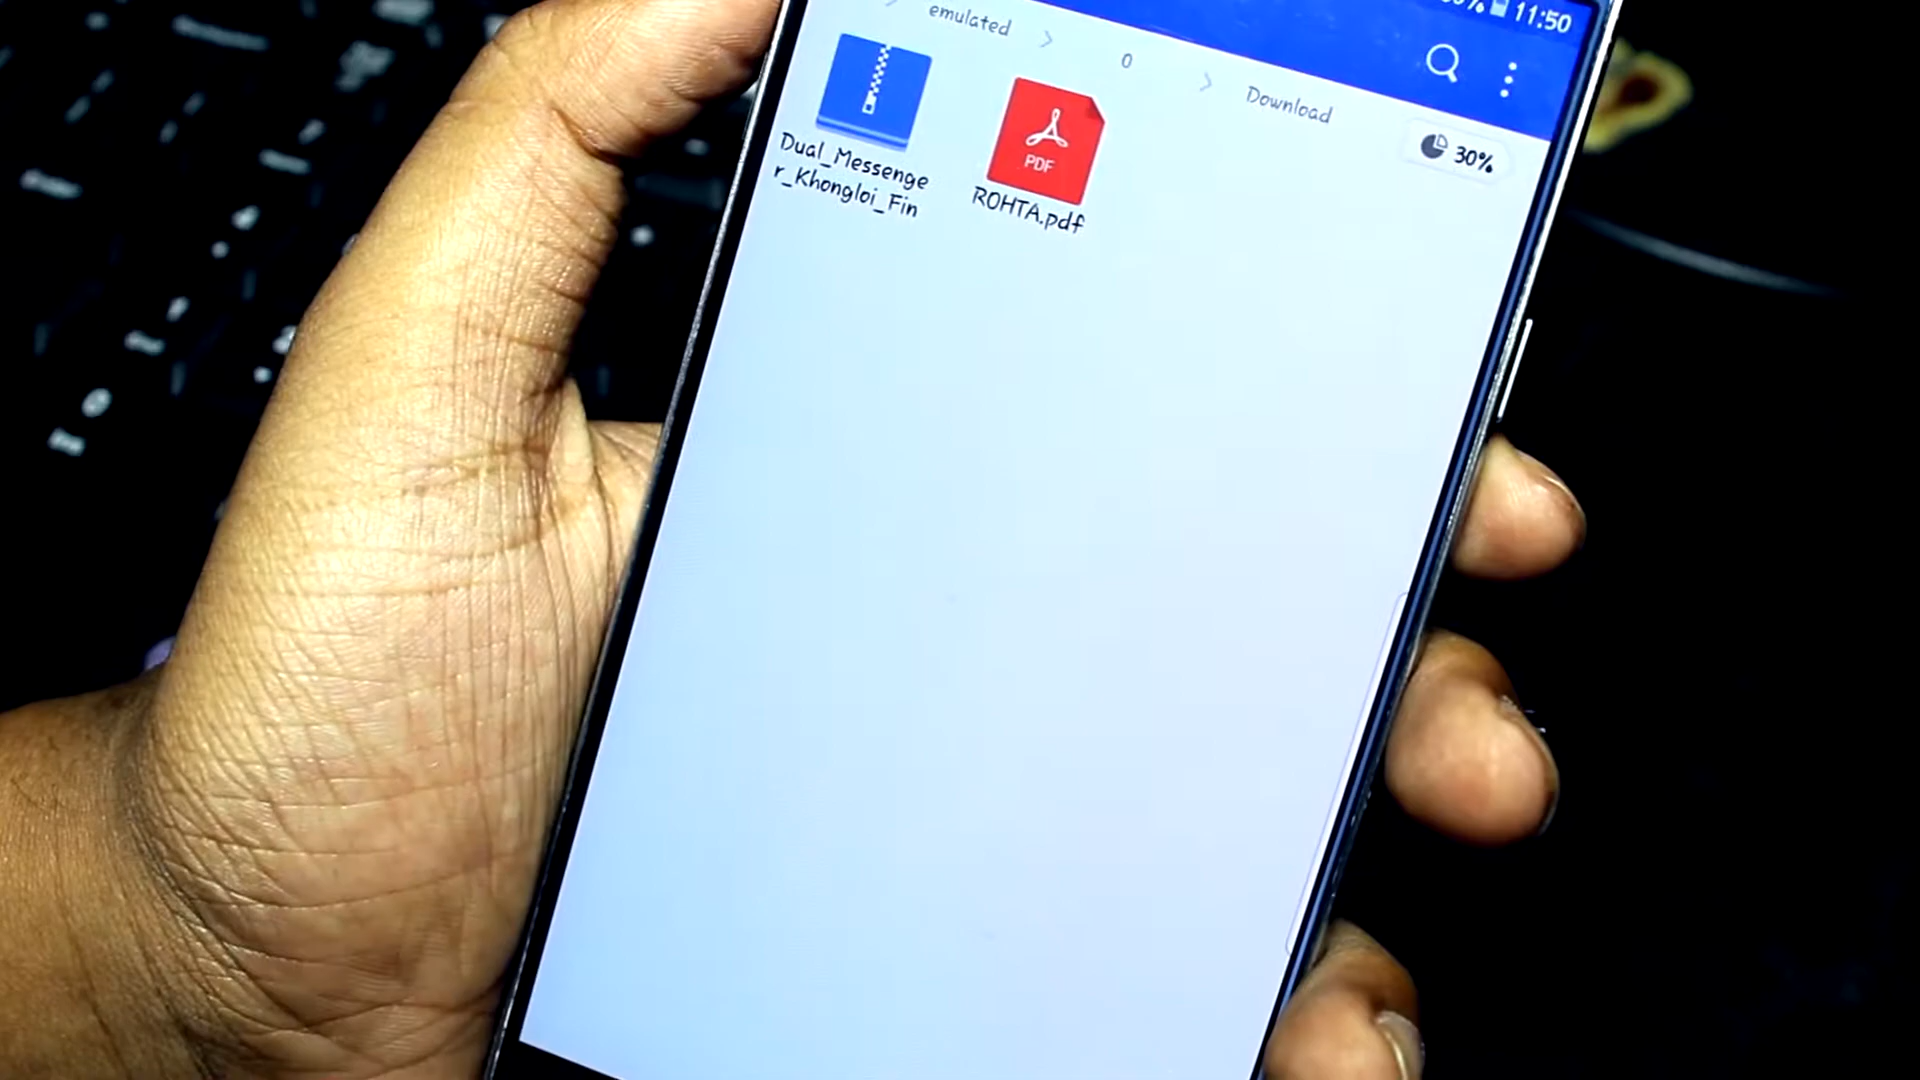 11:50
emulated > 0 > Download
30%
Dual_Messenge
r_Khongloi_Fin
PDF
ROHTA.pdf